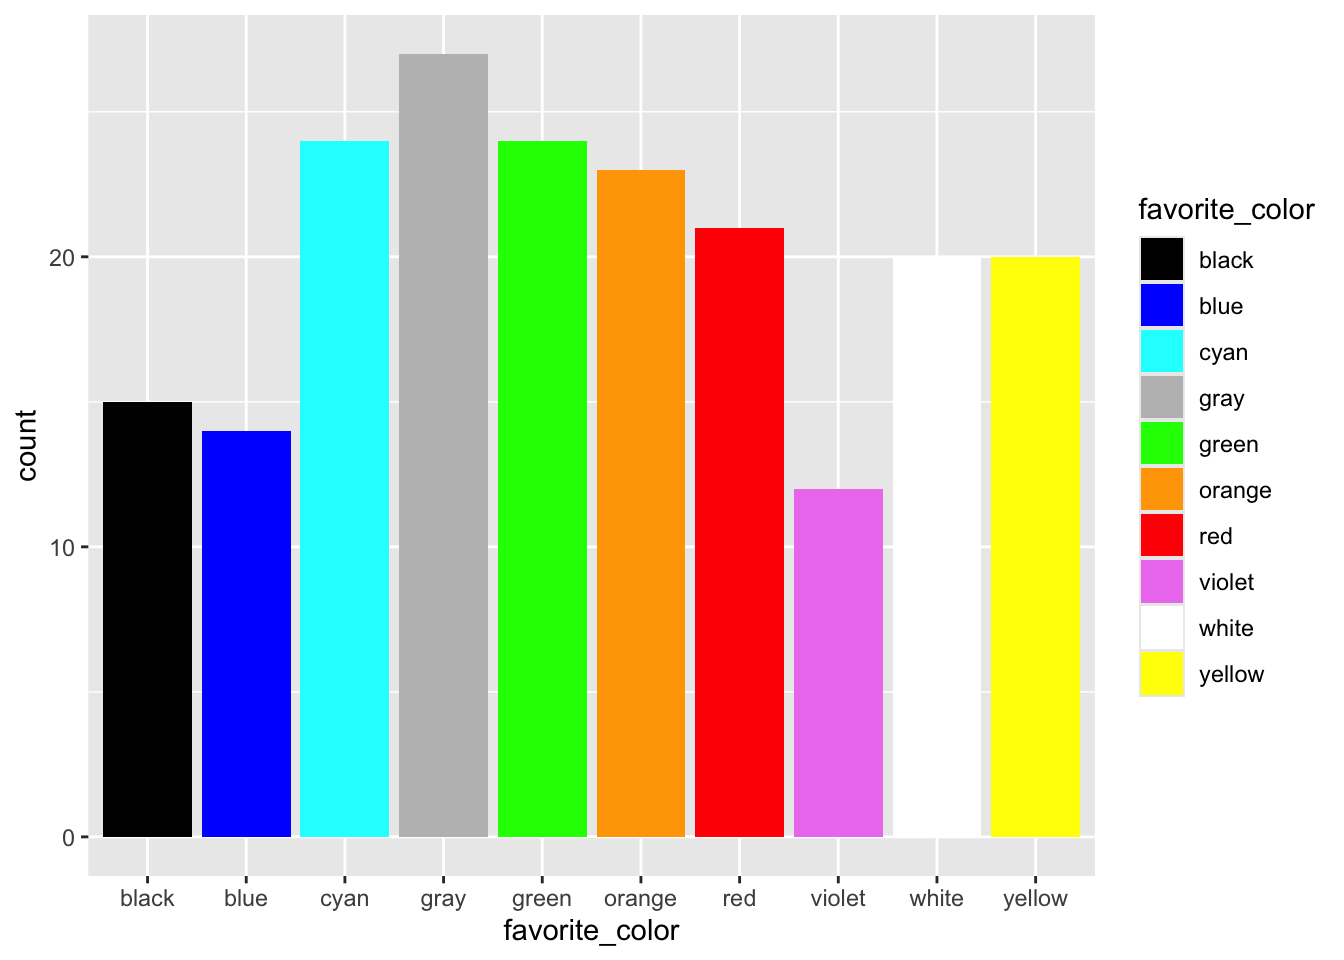 count
20
10
0
black
blue
cyan
gray
green
orange
red
violet
white
yellow
favorite_color
favorite_color
black
blue
cyan
gray
green
orange
red
violet
white
yellow